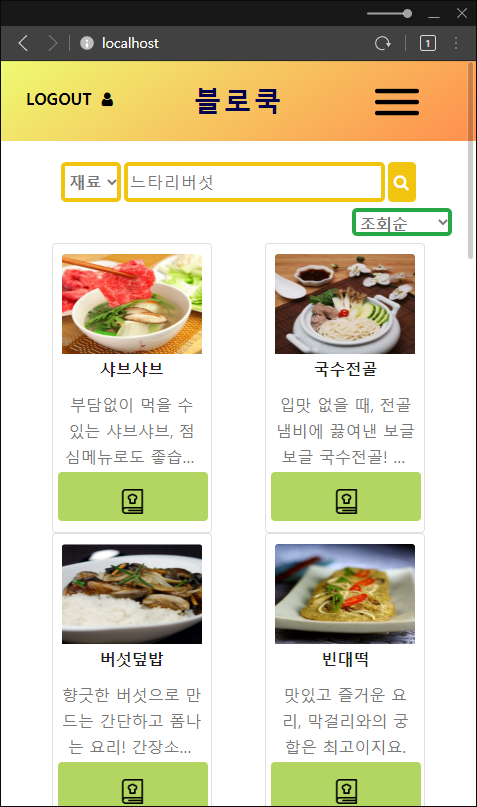 localhost
1
LOGOUT
블로쿡
재료
느타리버섯
조회순
샤브샤브
부담없이 먹을 수
있는 샤브샤브, 점
심메뉴로도 좋습...
국수전골
입맛 없을 때, 전골
냄비에 끓여낸 보글
보글 국수전골! ...
버섯덮밥
향긋한 버섯으로 만
드는 간단하고 폼나
는 요리! 간장소...
빈대떡
맛있고 즐거운 요
리, 막걸리와의 궁
합은 최고이지요.